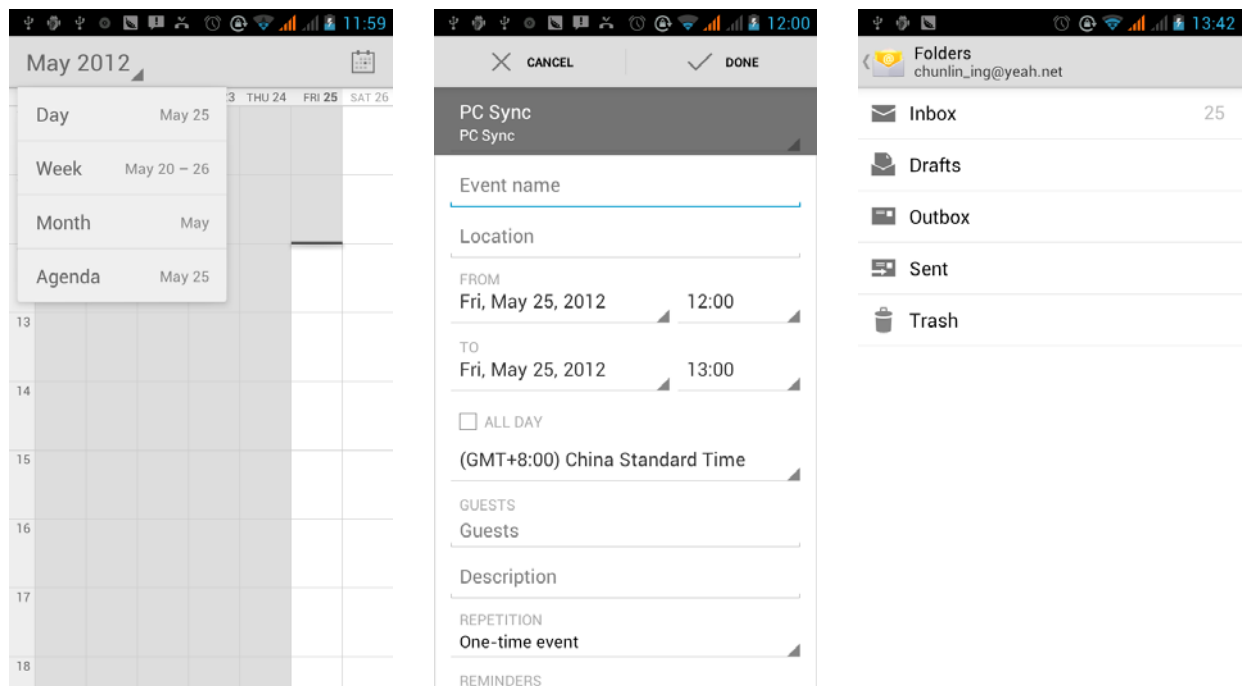 11:59
May 2012
Day May 25
Week May 20 – 26
Month May
Agenda May 25
3 THU 24 FRI 25 SAT 26
13
14
15
16
17
18
12:00
CANCEL DONE
PC Sync
PC Sync
Event name
Location
FROM
Fri, May 25, 2012 12:00
TO
Fri, May 25, 2012 13:00
ALL DAY
(GMT+8:00) China Standard Time
GUESTS
Guests
Description
REPETITION
One-time event
REMINDERS
13:42
Folders
chunlin_ing@yeah.net
Inbox 25
Drafts
Outbox
Sent
Trash